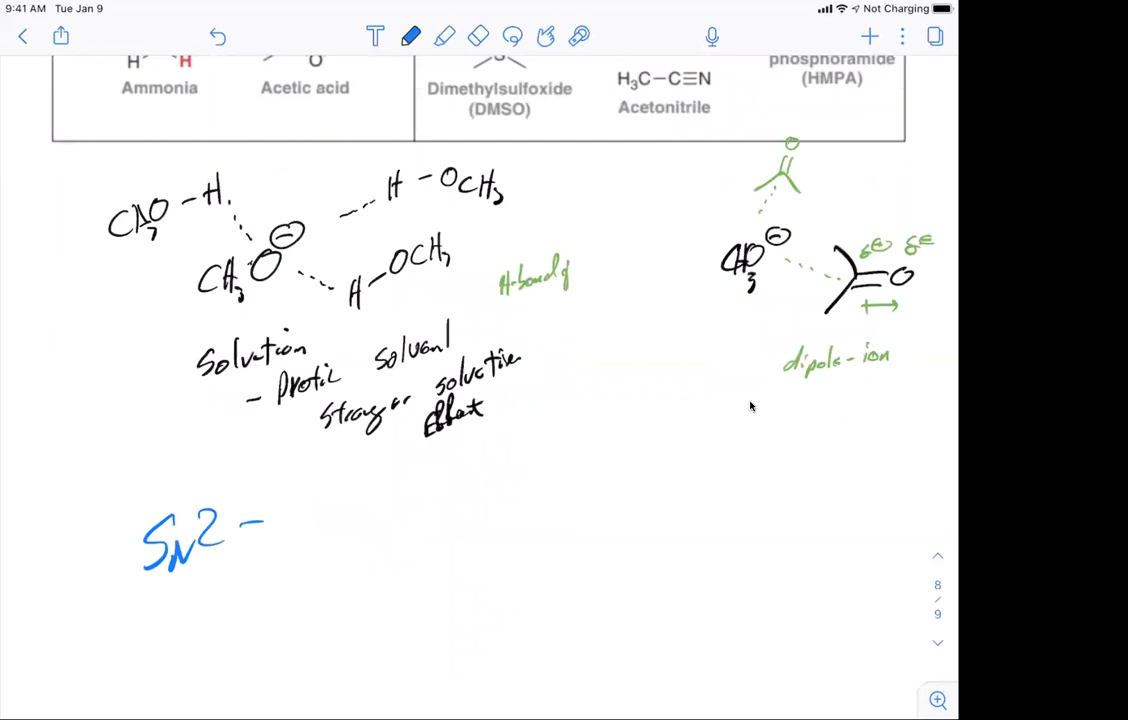 9:41 AM Tue Jan 9
Not Charging
T
H H O S phosphoramide
Ammonia Acetic acid Dimethylsulfoxide H₃C−C≡N (HMPA)
(DMSO) Acetonitrile
O
CH₃O − H H − OCH₃
CH₃O ⊖ H − OCH₃ CH₃O ⊖ δ⊕ δ⊖ O
H-bonding
Solvation solvent dipole - ion
- Protic solvation
stronger effect
SN2 -
8
/
9